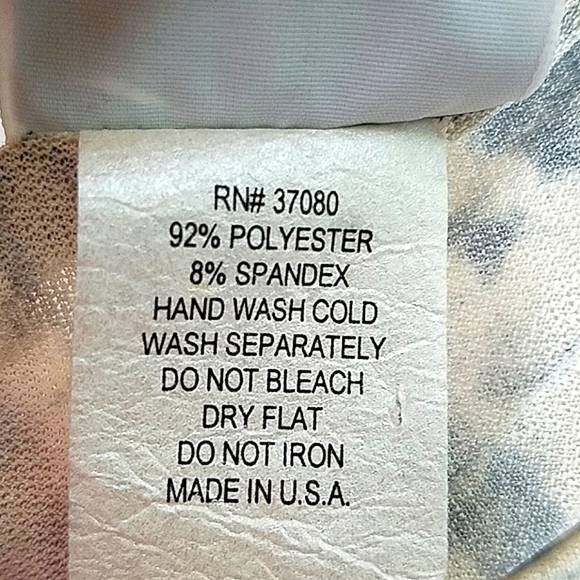 RN# 37080
92% POLYESTER
8% SPANDEX
HAND WASH COLD
WASH SEPARATELY
DO NOT BLEACH
DRY FLAT
DO NOT IRON
MADE IN U.S.A.